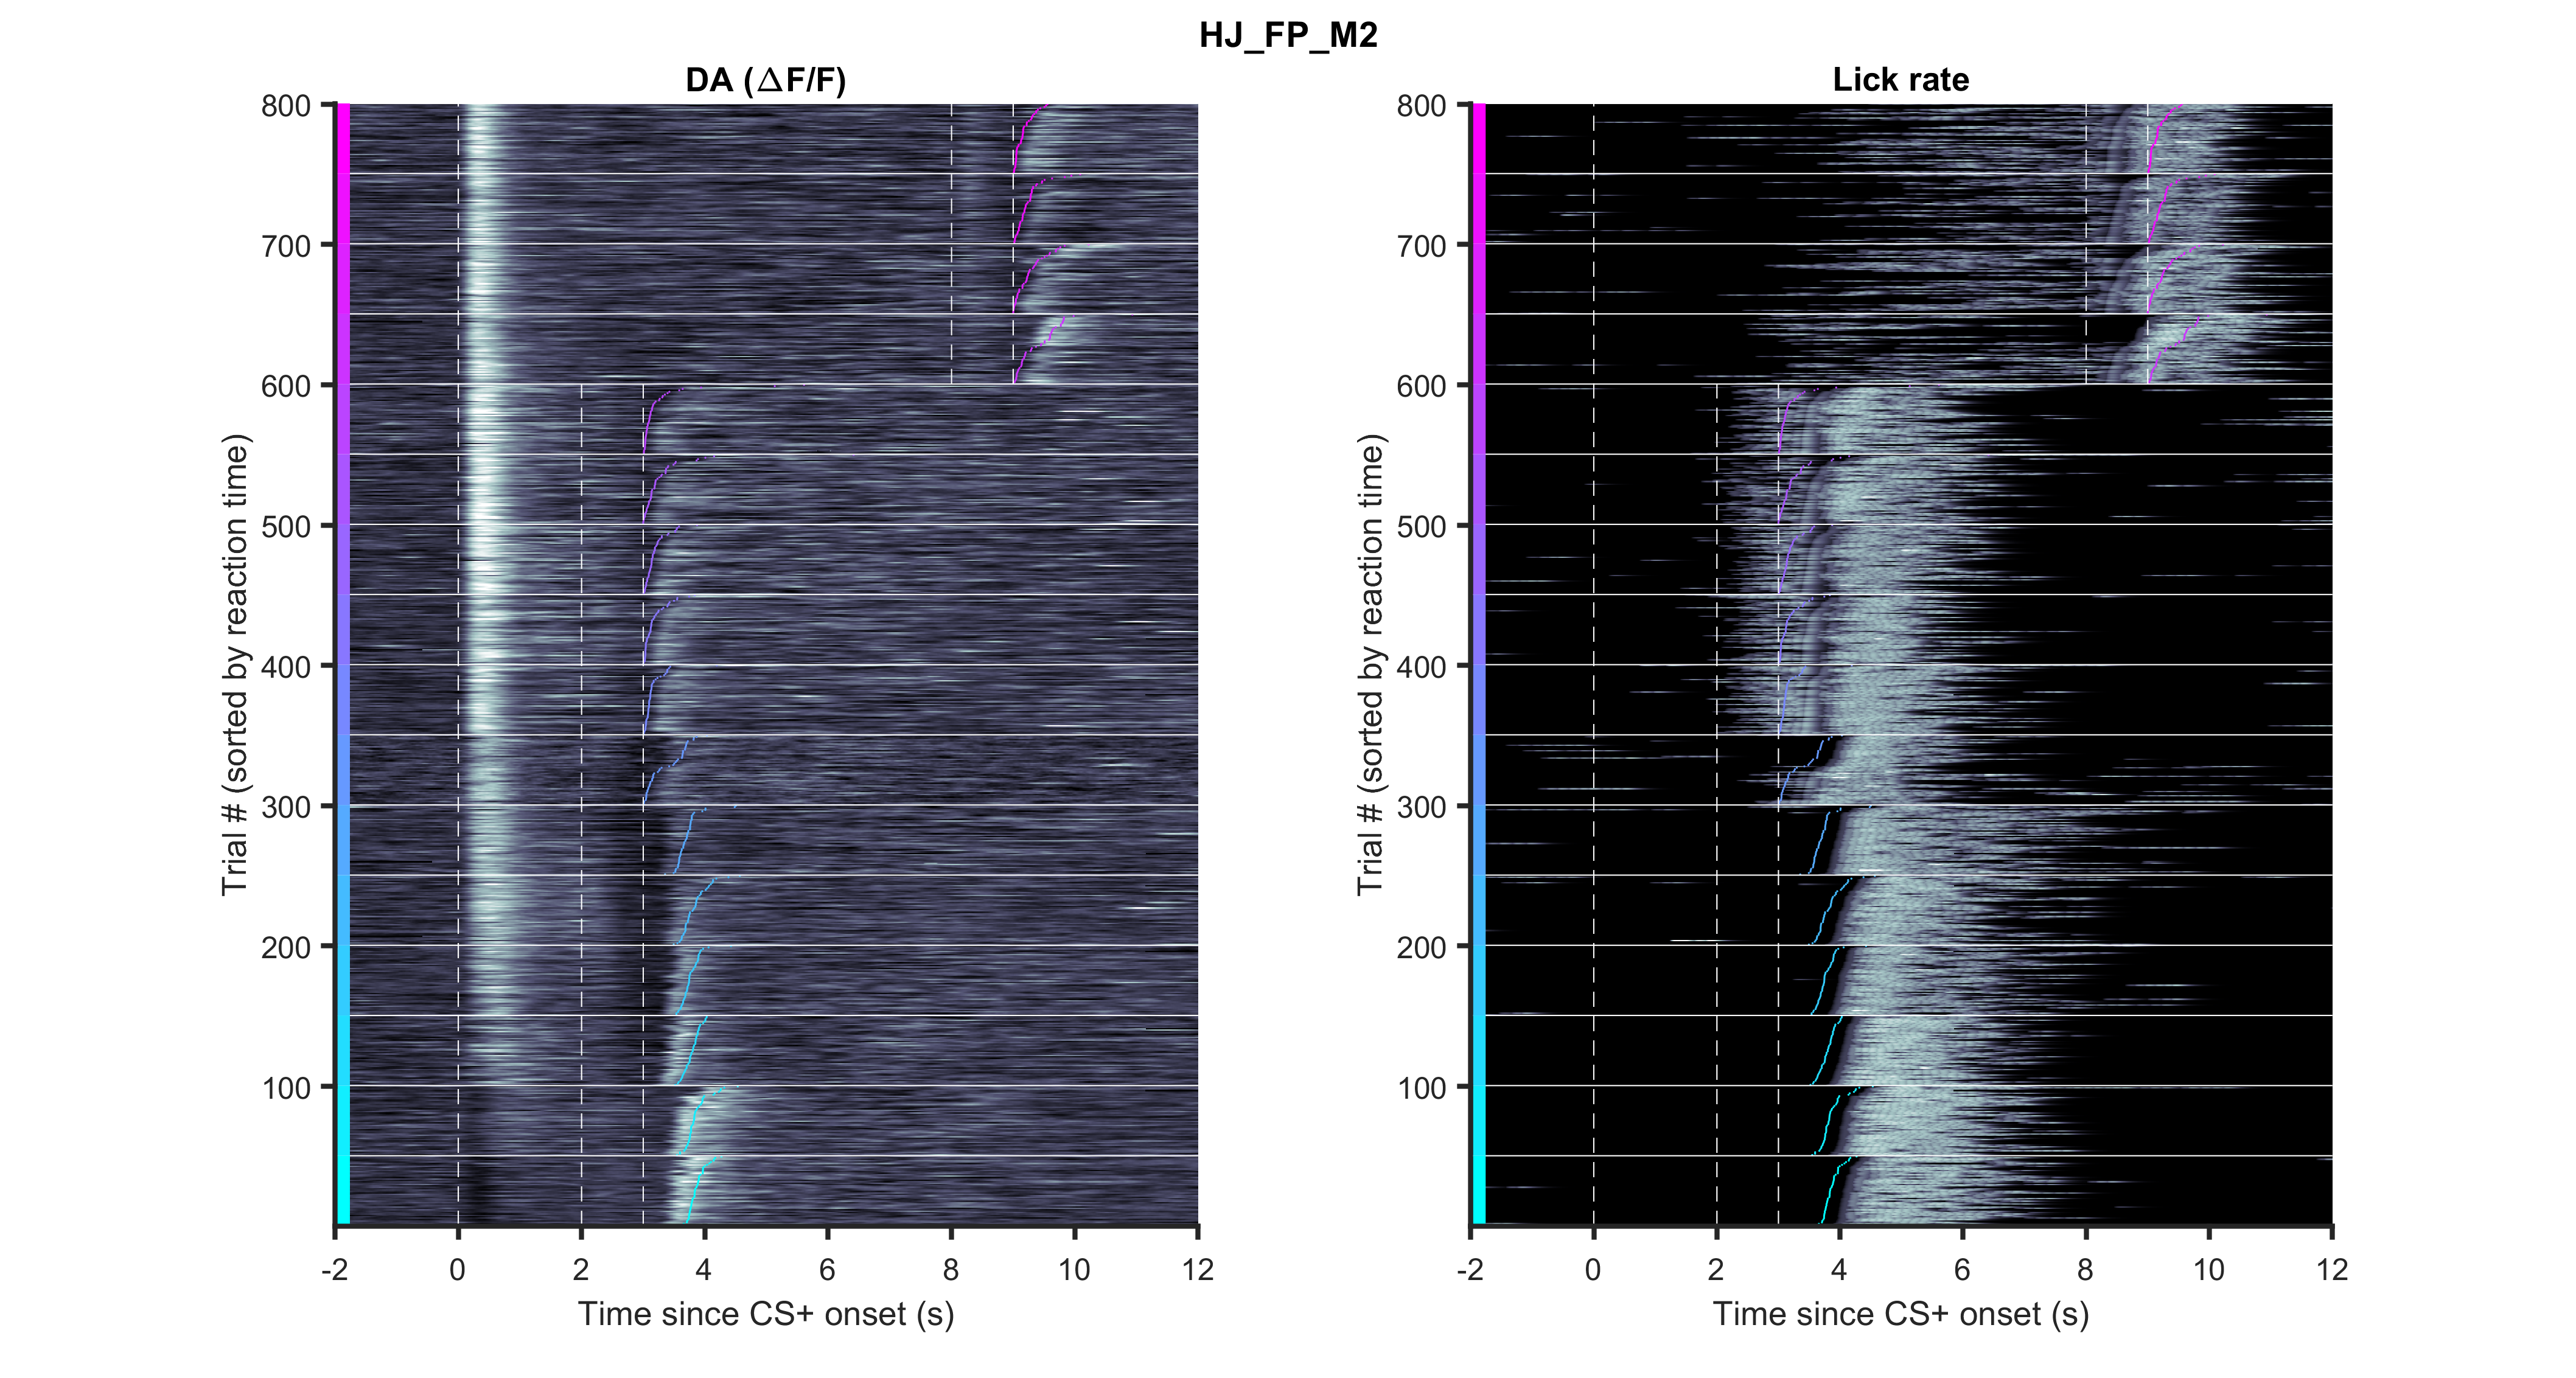 HJ_FP_M2
DA (ΔF/F)
800
700
600
500
400
300
200
100
Trial # (sorted by reaction time)
-2 0 2 4 6 8 10 12
Time since CS+ onset (s)
Lick rate
800
700
600
500
400
300
200
100
Trial # (sorted by reaction time)
-2 0 2 4 6 8 10 12
Time since CS+ onset (s)